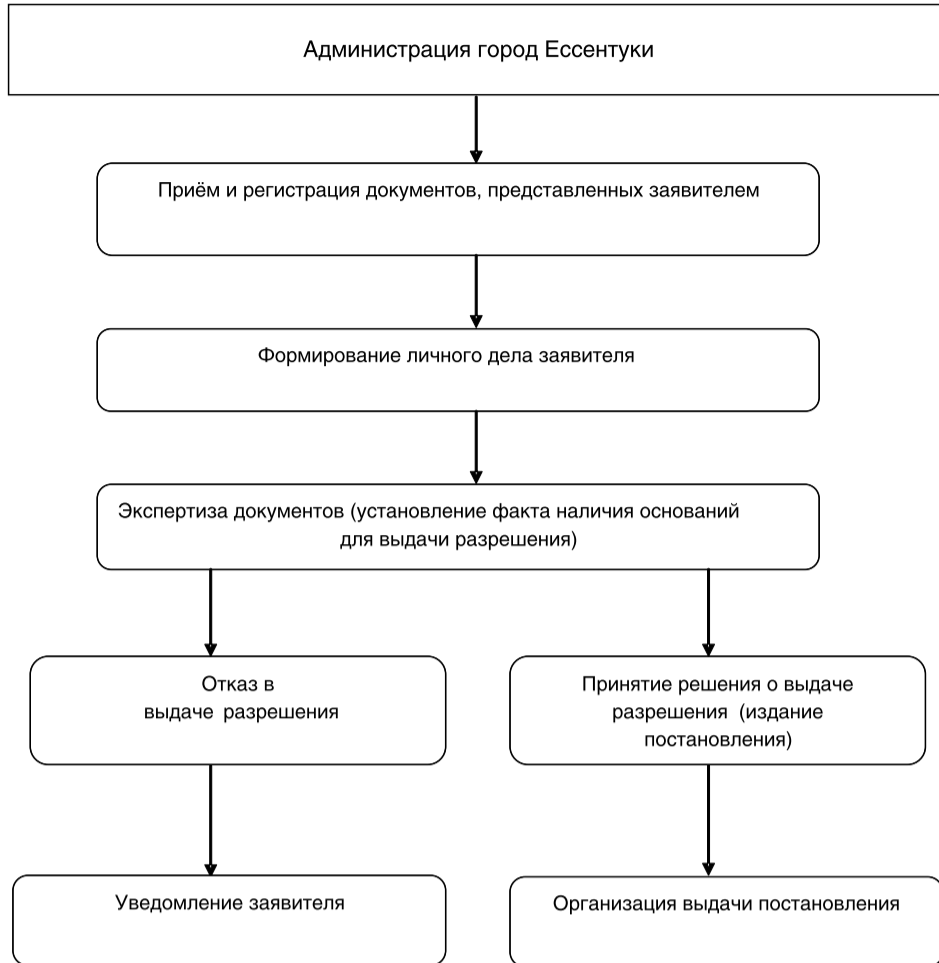 Администрация город Ессентуки
Приём и регистрация документов, представленных заявителем
Формирование личного дела заявителя
Экспертиза документов (установление факта наличия оснований
для выдачи разрешения)
Отказ в
выдаче разрешения
Принятие решения о выдаче
разрешения (издание
постановления)
Уведомление заявителя
Организация выдачи постановления